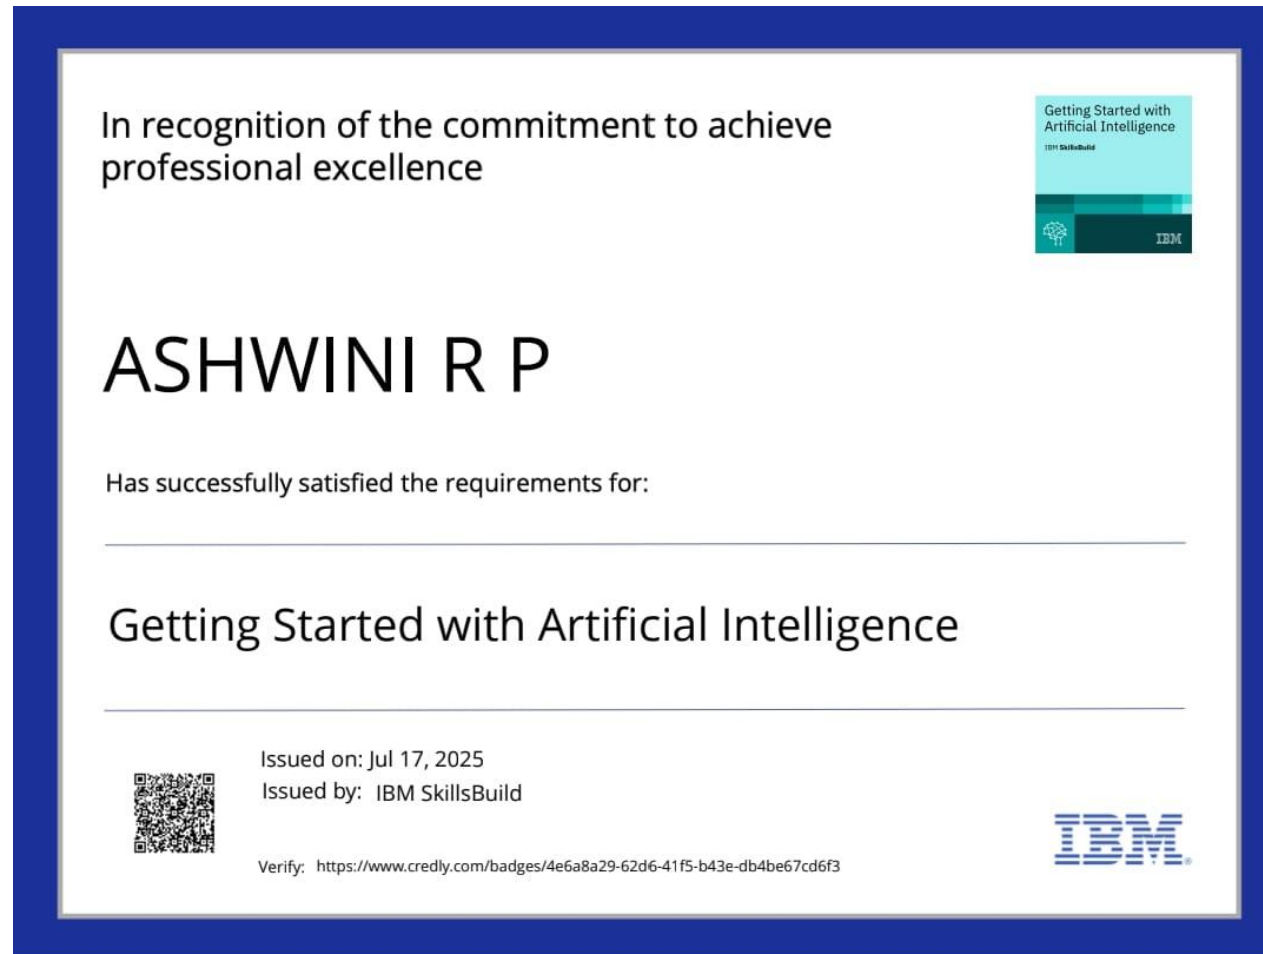 In recognition of the commitment to achieve
professional excellence
Getting Started with
Artificial Intelligence
IBM SkillsBuild
IBM
ASHWINI R P
Has successfully satisfied the requirements for:
Getting Started with Artificial Intelligence
Issued on: Jul 17, 2025
Issued by: IBM SkillsBuild
Verify: https://www.credly.com/badges/4e6a8a29-62d6-41f5-b43e-db4be67cd6f3
IBM®